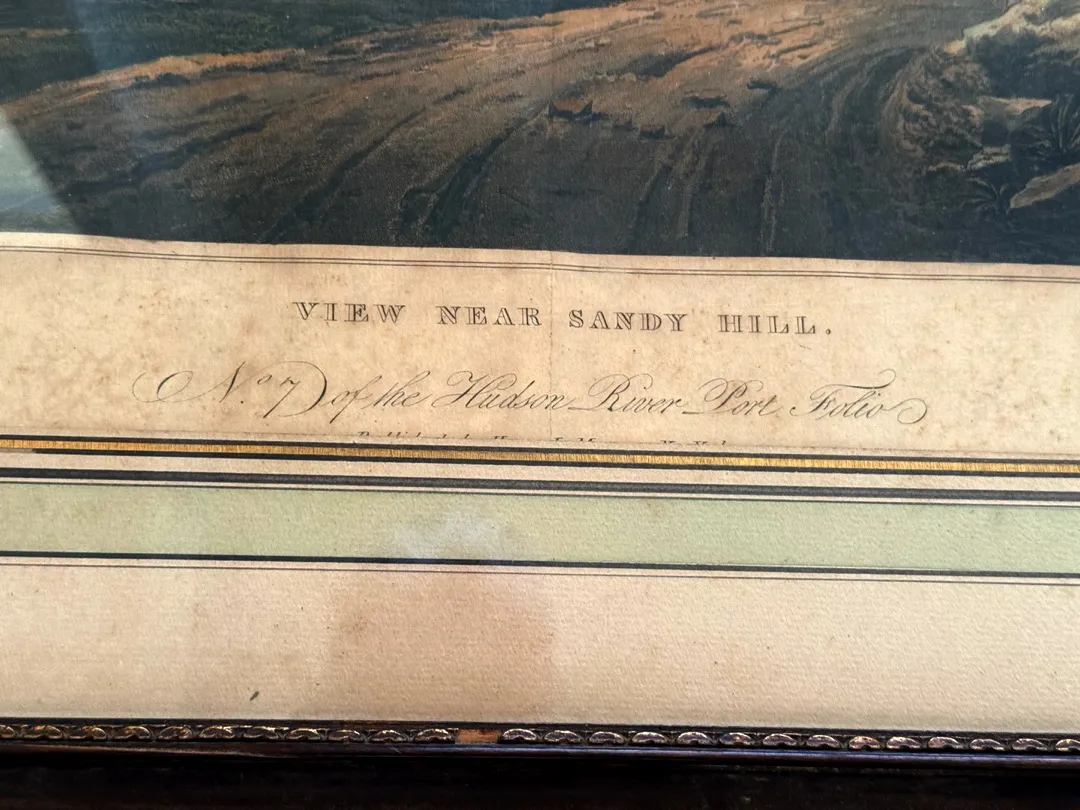 VIEW NEAR SANDY HILL.
No. 7 of the Hudson River Port Folio